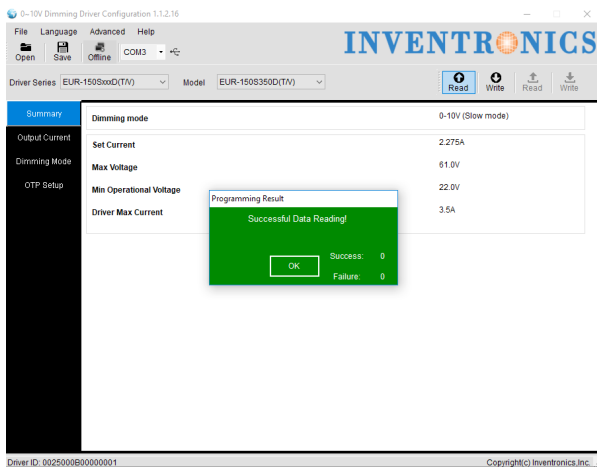 0~10V Dimming Driver Configuration 1.1.2.16
File Language Advanced Help
Open Save Offline COM3
INVENTRONICS
Driver Series EUR-150SxxxD(T/V) Model EUR-150S350D(T/V) Read Write Read Write
Summary
Output Current
Dimming Mode
OTP Setup
Dimming mode 0-10V (Slow mode)
Set Current 2.275A
Max Voltage 61.0V
Min Operational Voltage 22.0V
Driver Max Current 3.5A
Programming Result
Successful Data Reading!
Success: 0
OK
Failure: 0
Driver ID: 0025000B00000001 Copyright(c) Inventronics,Inc.